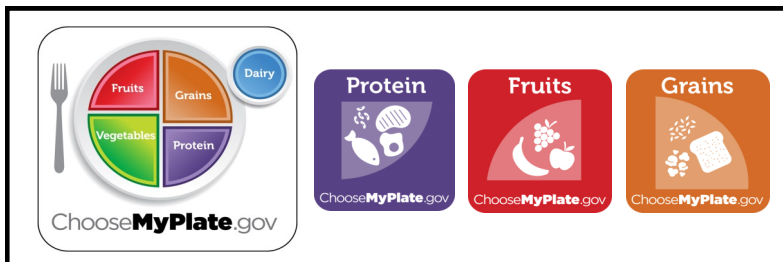 Fruits
Grains
Dairy
Vegetables
Protein
ChooseMyPlate.gov
Protein
ChooseMyPlate.gov
Fruits
ChooseMyPlate.gov
Grains
ChooseMyPlate.gov